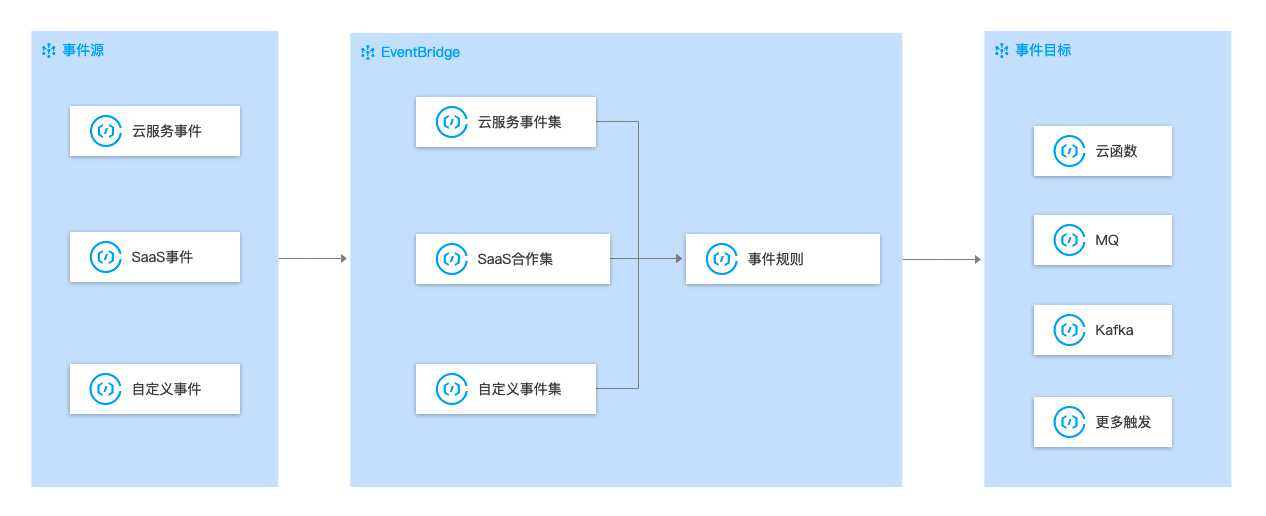 事件源
云服务事件
SaaS事件
自定义事件
EventBridge
云服务事件集
SaaS合作集
自定义事件集
事件规则
事件目标
云函数
MQ
Kafka
更多触发